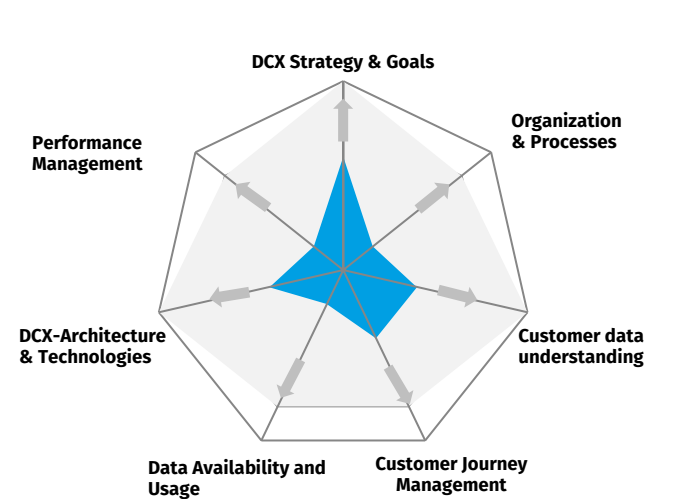 DCX Strategy & Goals
Organization
& Processes
Performance
Management
DCX-Architecture
& Technologies
Customer data
understanding
Data Availability and
Usage
Customer Journey
Management